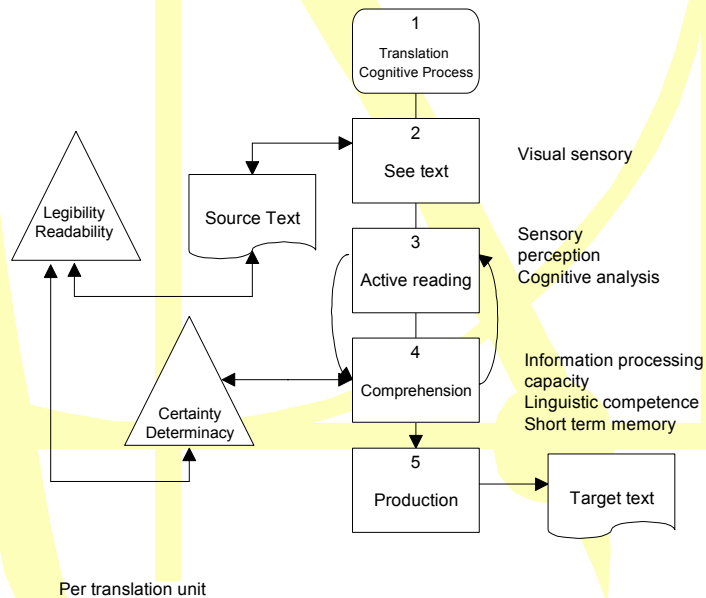 1
Translation
Cognitive Process
2
See text
Visual sensory
Legibility
Readability
Source Text
3
Active reading
Sensory
perception
Cognitive analysis
4
Comprehension
Information processing
capacity
Linguistic competence
Short term memory
Certainty
Determinacy
5
Production
Target text
Per translation unit